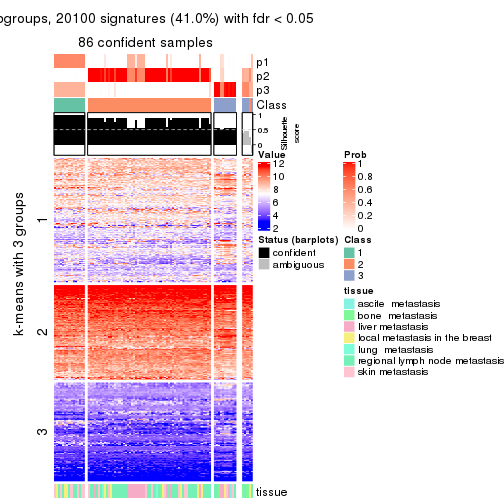 ogroups, 20100 signatures (41.0%) with fdr < 0.05
86 confident samples
p1
p2
p3
Class
1
0.5
0
Silhouette
score
k-means with 3 groups
1
2
3
tissue
Value
12
10
8
6
4
2
Prob
1
0.8
0.6
0.4
0.2
0
Status (barplots)
confident
ambiguous
Class
1
2
3
tissue
ascite metastasis
bone metastasis
liver metastasis
local metastasis in the breast
lung metastasis
regional lymph node metastasis
skin metastasis